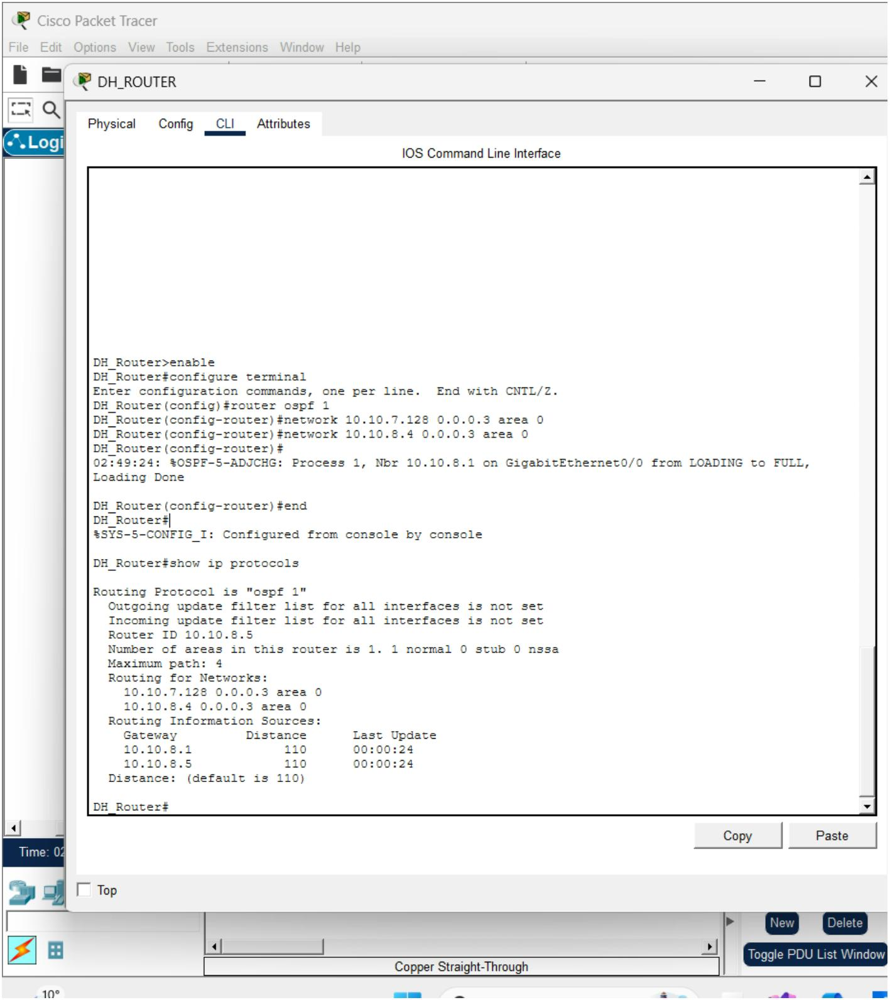 Cisco Packet Tracer
File Edit Options View Tools Extensions Window Help
DH_ROUTER
Physical Config CLI Attributes
IOS Command Line Interface
DH_Router>enable
DH_Router#configure terminal
Enter configuration commands, one per line.  End with CNTL/Z.
DH_Router(config)#router ospf 1
DH_Router(config-router)#network 10.10.7.128 0.0.0.3 area 0
DH_Router(config-router)#network 10.10.8.4 0.0.0.3 area 0
DH_Router(config-router)#
02:49:24: %OSPF-5-ADJCHG: Process 1, Nbr 10.10.8.1 on GigabitEthernet0/0 from LOADING to FULL,
Loading Done
DH_Router(config-router)#end
DH_Router#
%SYS-5-CONFIG_I: Configured from console by console
DH_Router#show ip protocols
Routing Protocol is "ospf 1"
Outgoing update filter list for all interfaces is not set
Incoming update filter list for all interfaces is not set
Router ID 10.10.8.5
Number of areas in this router is 1. 1 normal 0 stub 0 nssa
Maximum path: 4
Routing for Networks:
10.10.7.128 0.0.0.3 area 0
10.10.8.4 0.0.0.3 area 0
Routing Information Sources:
Gateway Distance Last Update
10.10.8.1 110 00:00:24
10.10.8.5 110 00:00:24
Distance: (default is 110)
DH_Router#
Copy Paste
Logi
Time: 02
Top
New Delete
Toggle PDU List Window
Copper Straight-Through
10°